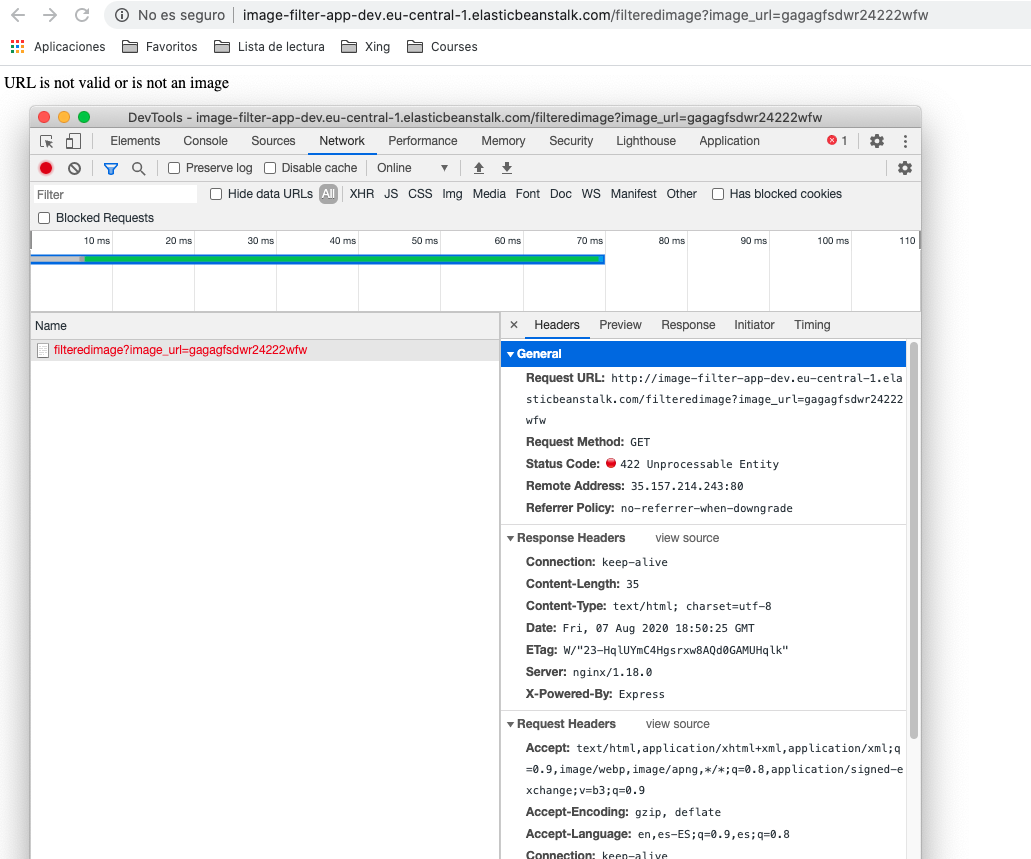 No es seguro image-filter-app-dev.eu-central-1.elasticbeanstalk.com/filteredimage?image_url=gagagfsdwr24222wfw
Aplicaciones Favoritos Lista de lectura Xing Courses
URL is not valid or is not an image
DevTools - image-filter-app-dev.eu-central-1.elasticbeanstalk.com/filteredimage?image_url=gagagfsdwr24222wfw
Elements Console Sources Network Performance Memory Security Lighthouse Application 1
Preserve log Disable cache Online
Filter Hide data URLs All XHR JS CSS Img Media Font Doc WS Manifest Other Has blocked cookies
Blocked Requests
10 ms 20 ms 30 ms 40 ms 50 ms 60 ms 70 ms 80 ms 90 ms 100 ms 110
Name
filteredimage?image_url=gagagfsdwr24222wfw
× Headers Preview Response Initiator Timing
General
Request URL: http://image-filter-app-dev.eu-central-1.ela
sticbeanstalk.com/filteredimage?image_url=gagagfsdwr24222
wfw
Request Method: GET
Status Code: 422 Unprocessable Entity
Remote Address: 35.157.214.243:80
Referrer Policy: no-referrer-when-downgrade
Response Headers view source
Connection: keep-alive
Content-Length: 35
Content-Type: text/html; charset=utf-8
Date: Fri, 07 Aug 2020 18:50:25 GMT
ETag: W/"23-HqlUYmC4Hgsrxw8AQd0GAMUHqlk"
Server: nginx/1.18.0
X-Powered-By: Express
Request Headers view source
Accept: text/html,application/xhtml+xml,application/xml;q
=0.9,image/webp,image/apng,*/*;q=0.8,application/signed-e
xchange;v=b3;q=0.9
Accept-Encoding: gzip, deflate
Accept-Language: en,es-ES;q=0.9,es;q=0.8
Connection: keep-alive